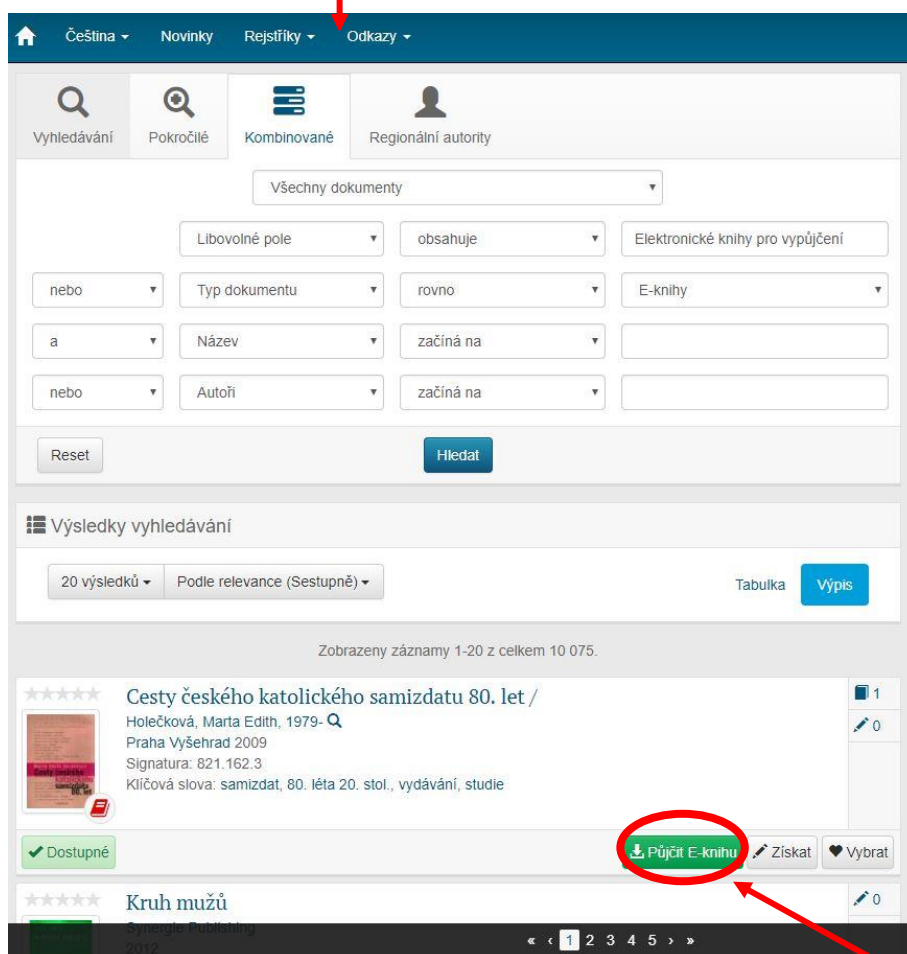 Čeština Novinky Rejstříky Odkazy
Vyhledávání Pokročilé Kombinované Regionální autority
Všechny dokumenty
Libovolné pole obsahuje Elektronické knihy pro vypůjčení
nebo Typ dokumentu rovno E-knihy
a Název začíná na
nebo Autoři začíná na
Reset Hledat
Výsledky vyhledávání
20 výsledků Podle relevance (Sestupně) Tabulka Výpis
Zobrazeny záznamy 1-20 z celkem 10 075.
Cesty českého katolického samizdatu 80. let / 1
Holečková, Marta Edith, 1979- 0
Praha Vyšehrad 2009
Signatura: 821.162.3
Klíčová slova: samizdat, 80. léta 20. stol., vydávání, studie
Dostupné Půjčit E-knihu Získat Vybrat
Kruh mužů 0
Synergie Publishing
2012
« ‹ 1 2 3 4 5 › »